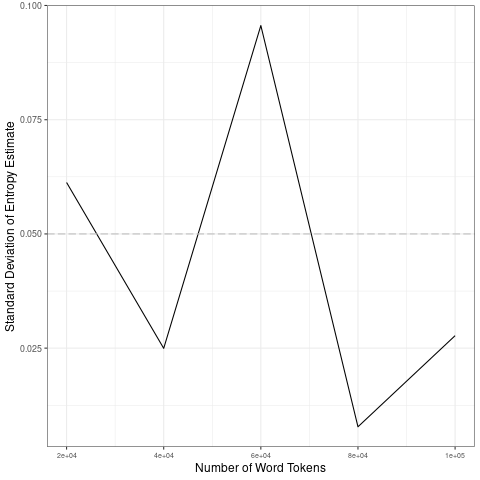 Standard Deviation of Entropy Estimate
0.100
0.075
0.050
0.025
2e+04 4e+04 6e+04 8e+04 1e+05
Number of Word Tokens